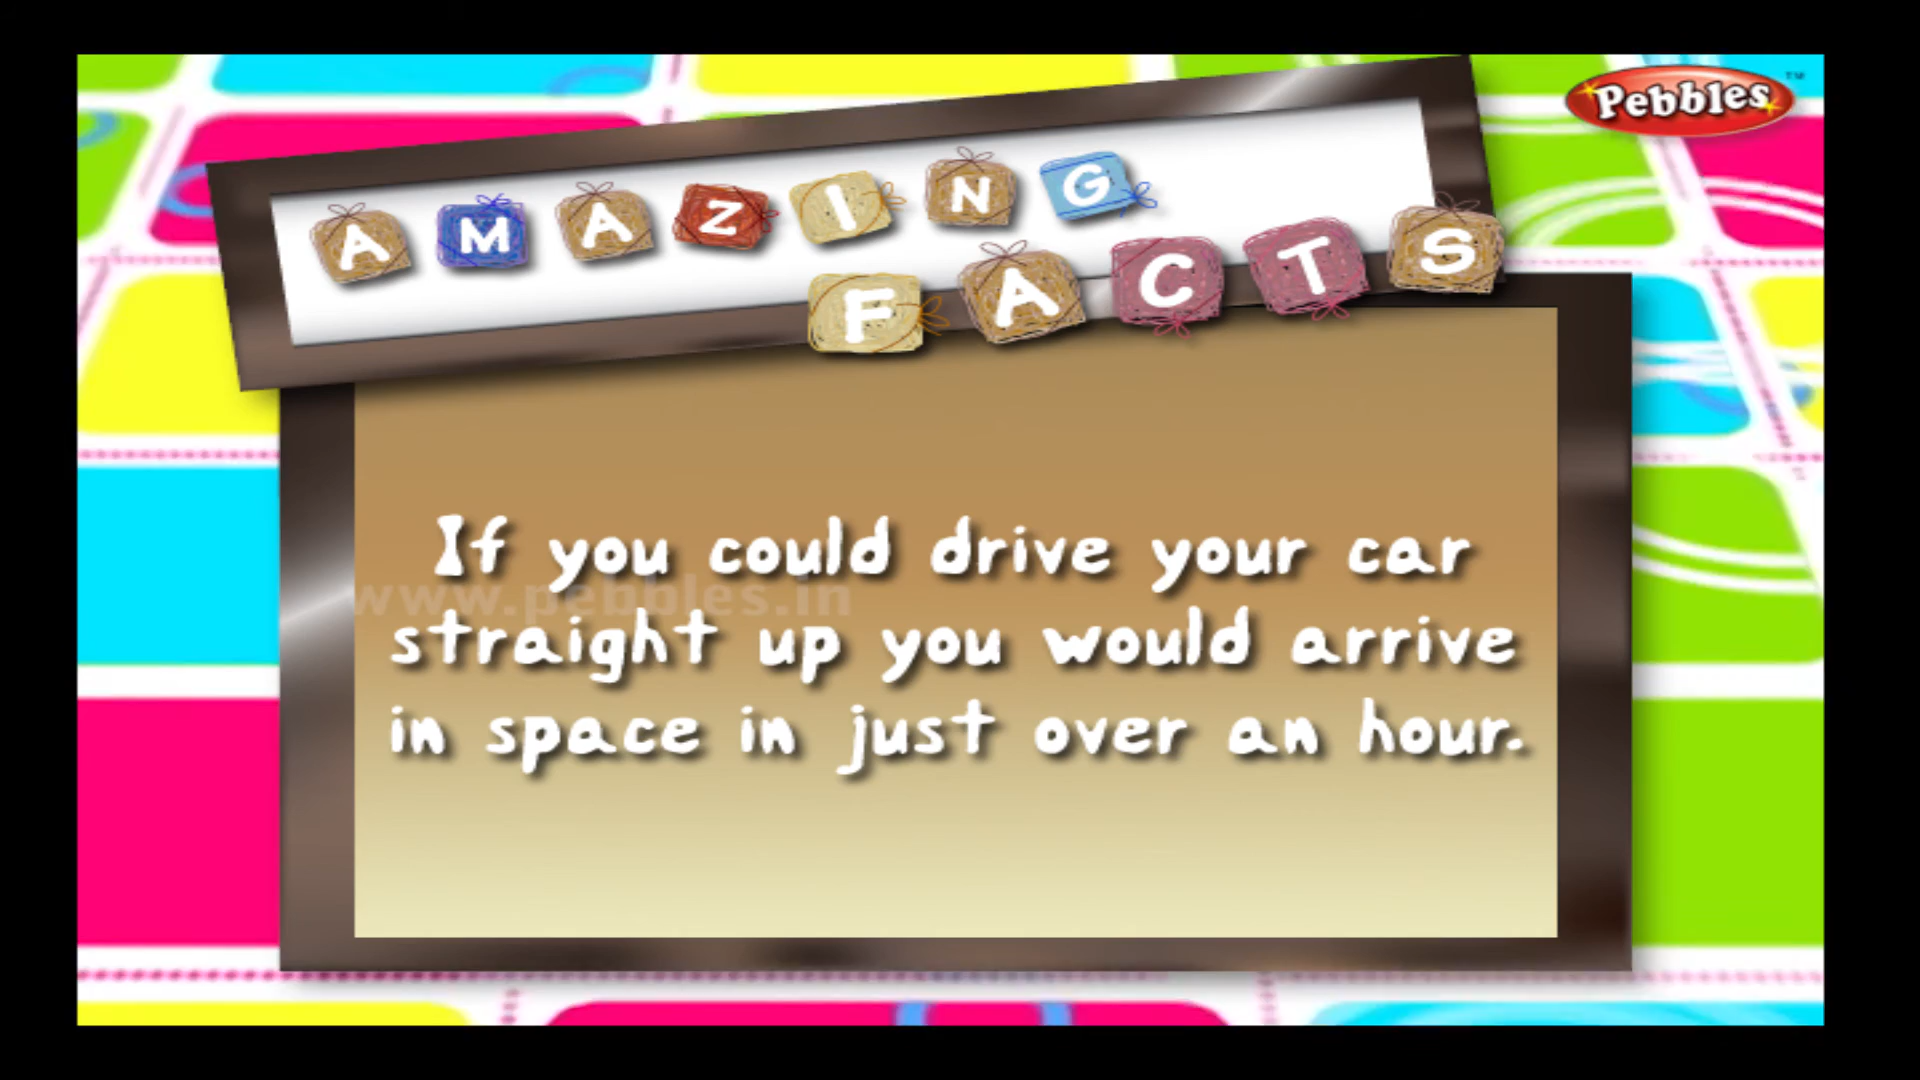 Pebbles™
AMAZING
FACTS
If you could drive your car
www.pebbles.in
straight up you would arrive
in space in just over an hour.